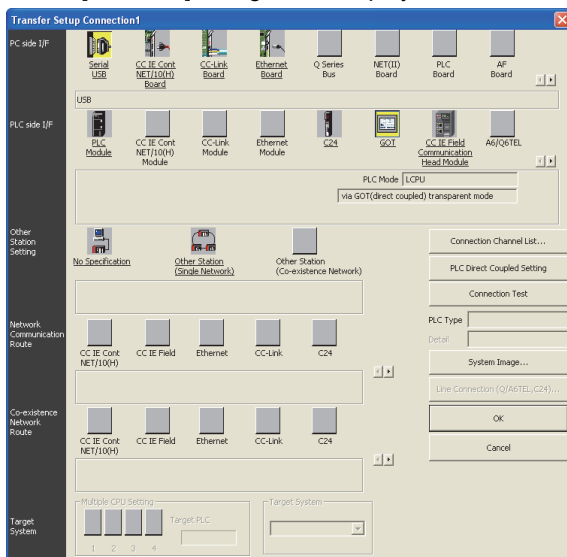 Transfer Setup Connection1
PC side I/F
Serial USB
CC IE Cont NET/10(H) Board
CC-Link Board
Ethernet Board
Q Series Bus
NET(II) Board
PLC Board
AF Board
USB
PLC side I/F
PLC Module
CC IE Cont NET/10(H) Module
CC-Link Module
Ethernet Module
C24
GOT
CC IE Field Communication Head Module
A6/Q6TEL
PLC Mode LCPU
via GOT(direct coupled) transparent mode
Other Station Setting
No Specification
Other Station (Single Network)
Other Station (Co-existence Network)
Connection Channel List...
PLC Direct Coupled Setting
Connection Test
PLC Type
Detail
System Image...
Line Connection (Q/A6TEL,C24)...
OK
Cancel
Network Communication Route
CC IE Cont NET/10(H)
CC IE Field
Ethernet
CC-Link
C24
Co-existence Network Route
CC IE Cont NET/10(H)
CC IE Field
Ethernet
CC-Link
C24
Target System
Multiple CPU Setting
1 2 3 4
Target PLC
Target System